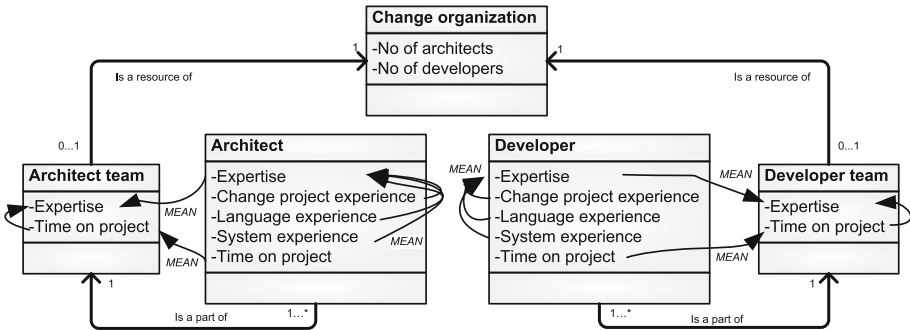 Change organization
-No of architects
-No of developers
1
1
Is a resource of
Is a resource of
0...1
0...1
Architect team
-Expertise
-Time on project
MEAN
MEAN
Architect
-Expertise
-Change project experience
-Language experience
-System experience
-Time on project
MEAN
Developer
-Expertise
-Change project experience
-Language experience
-System experience
-Time on project
MEAN
MEAN
MEAN
Developer team
-Expertise
-Time on project
1
Is a part of
1...*
1...*
Is a part of
1